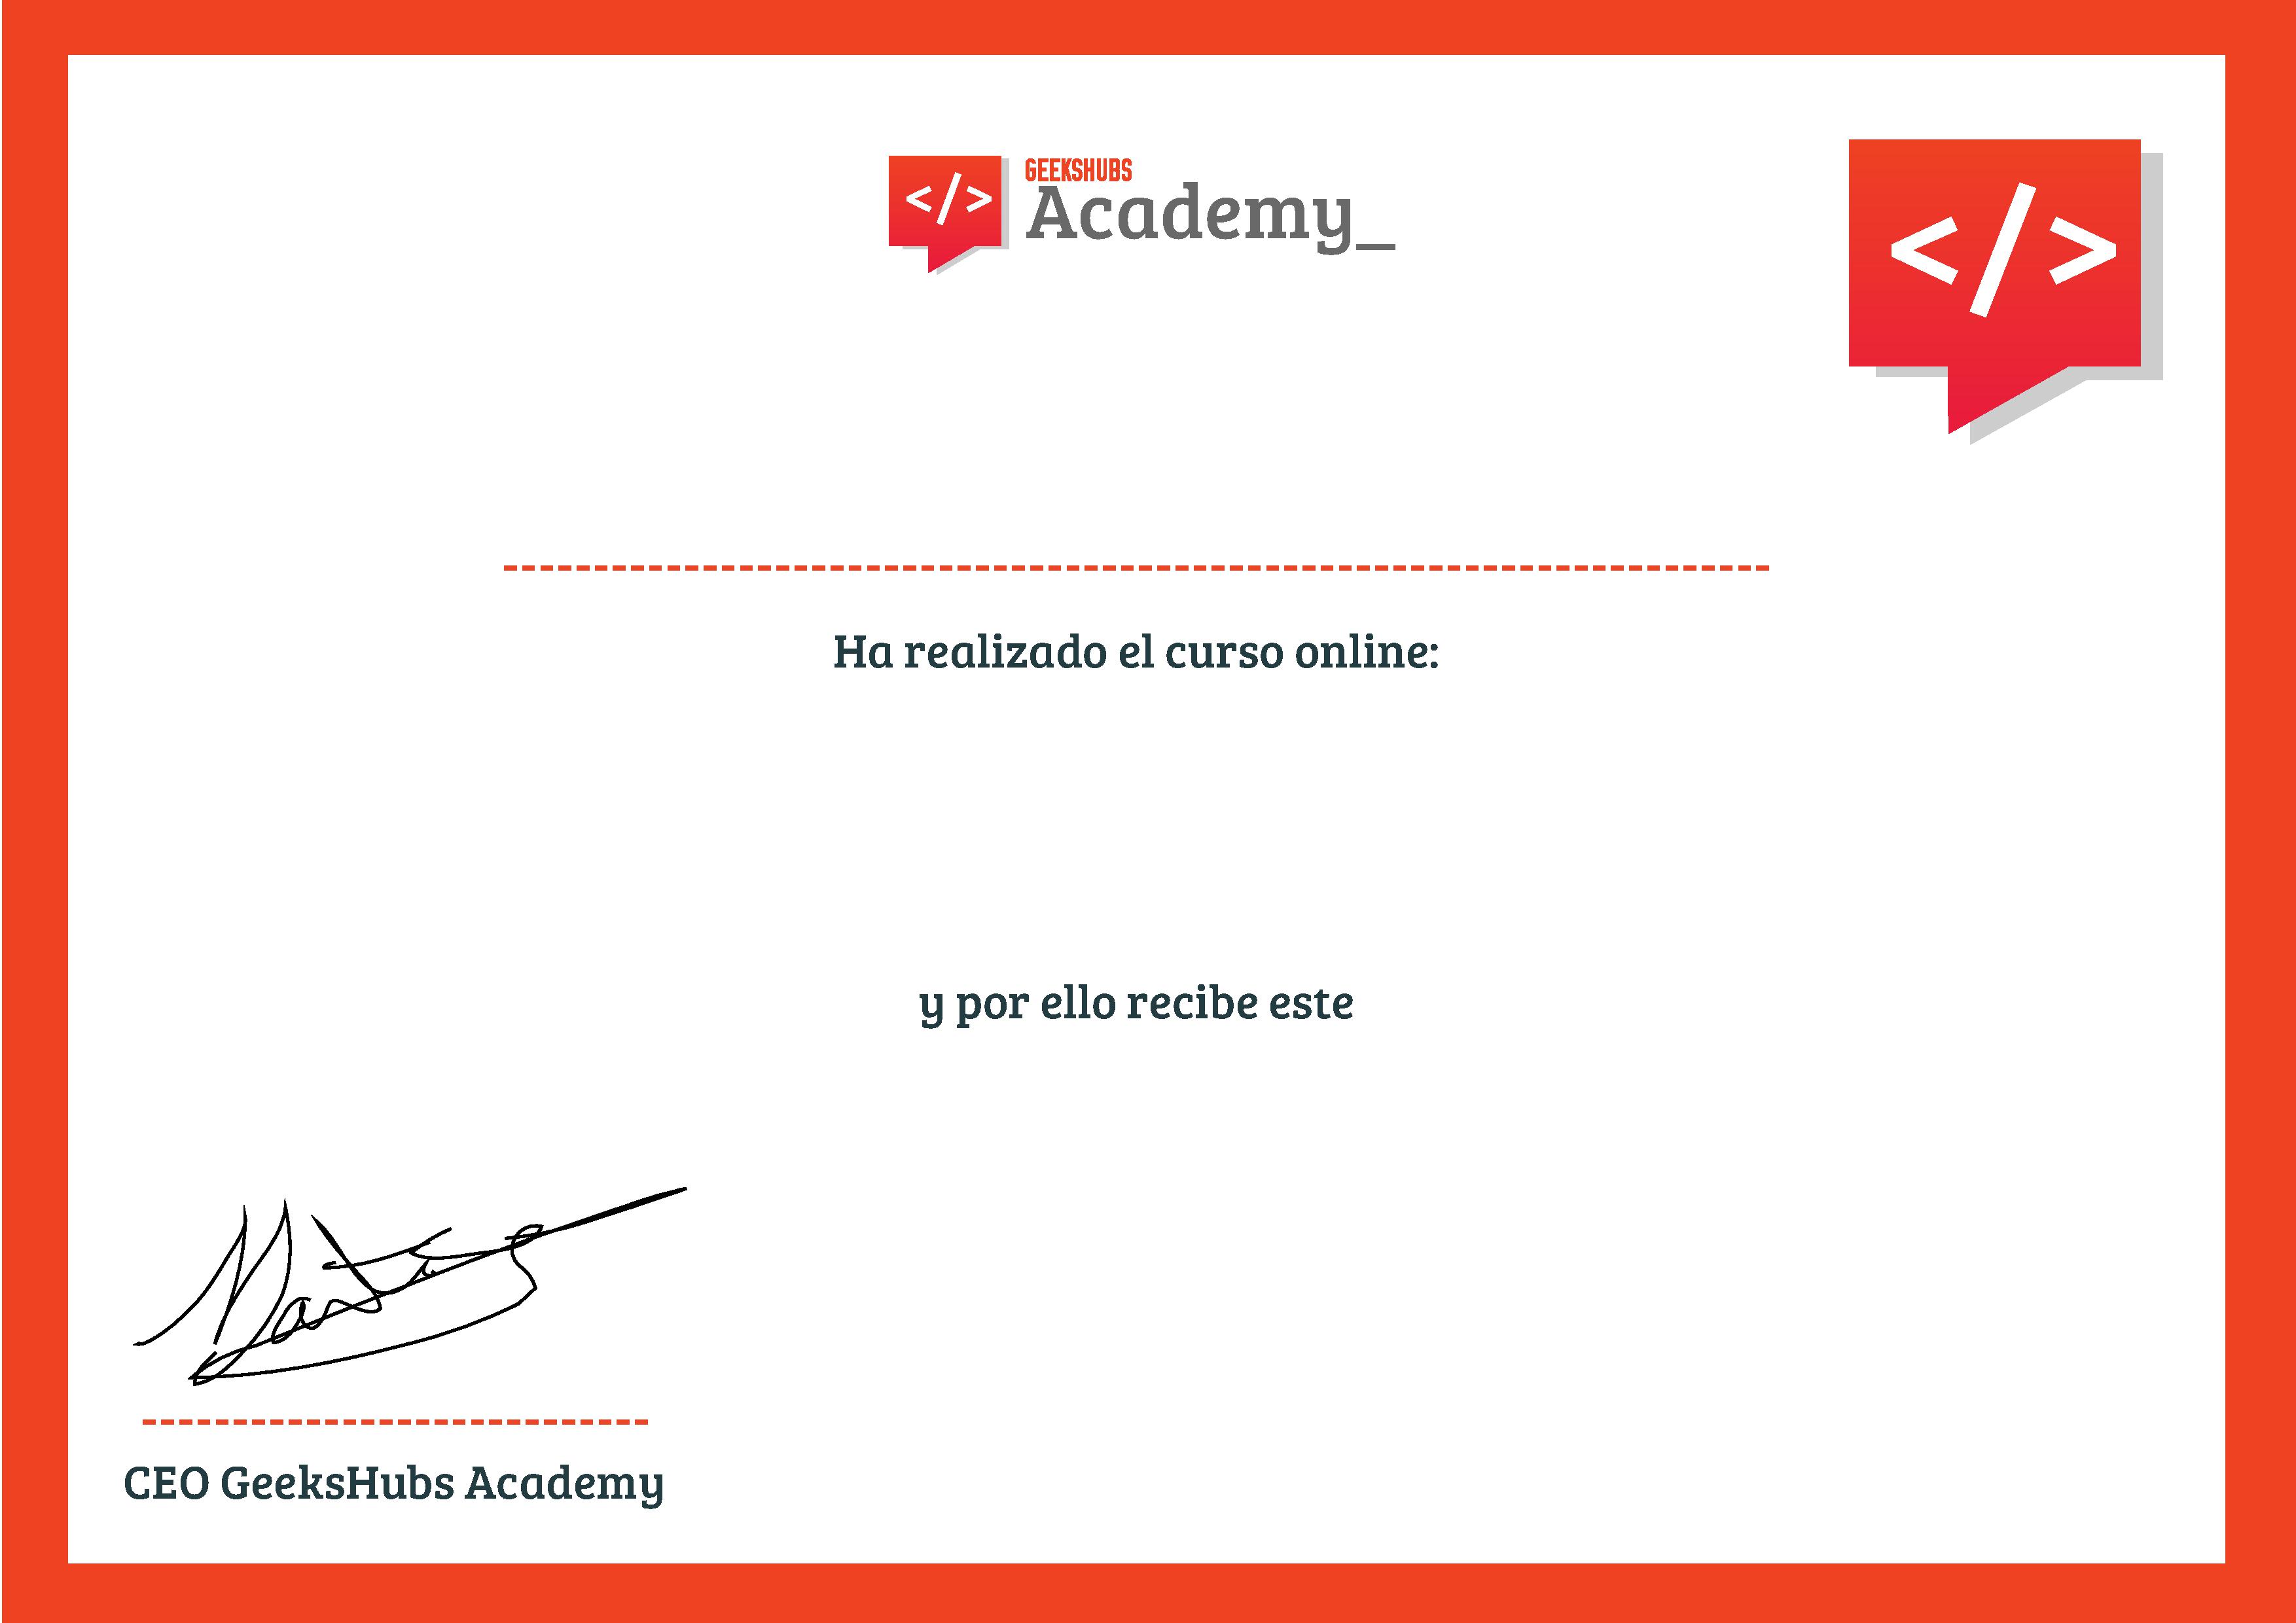 </>
GEEKSHUBS
Academy_
</>
Ha realizado el curso online:
y por ello recibe este
CEO GeeksHubs Academy